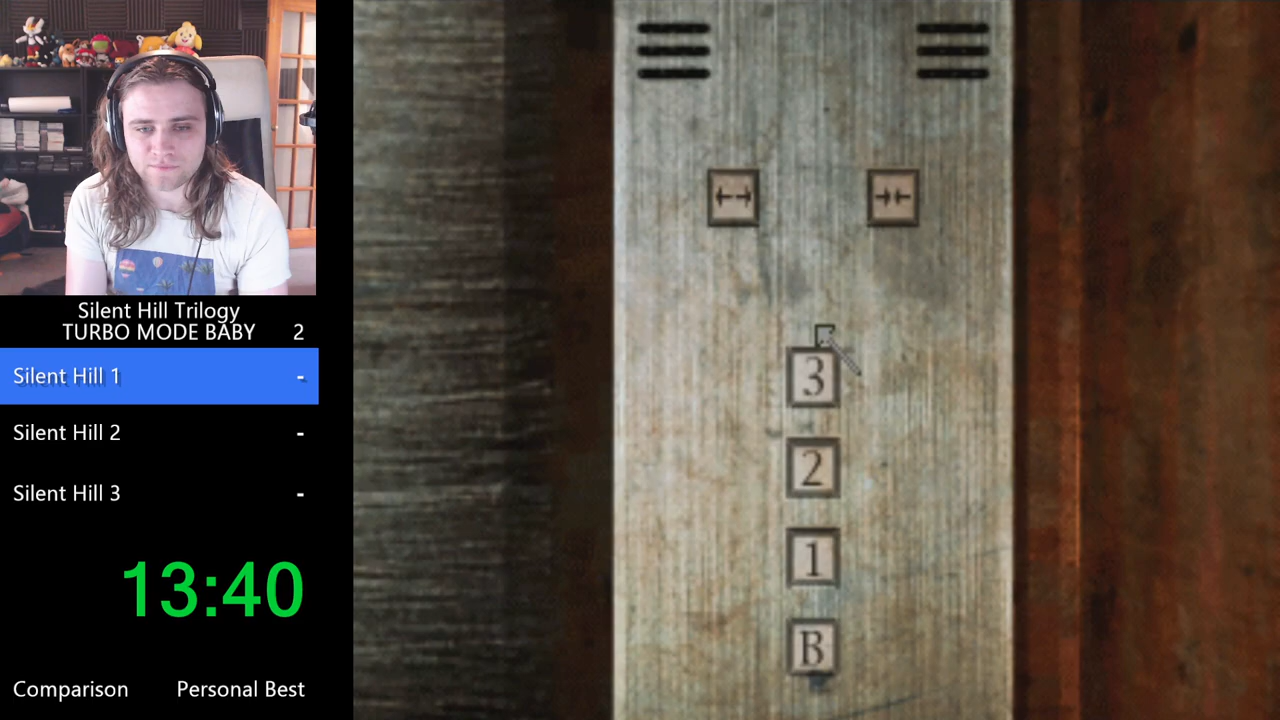 Silent Hill Trilogy
TURBO MODE BABY 2
Silent Hill 1 -
Silent Hill 2 -
Silent Hill 3 -
13:40
Comparison Personal Best
3
2
1
B